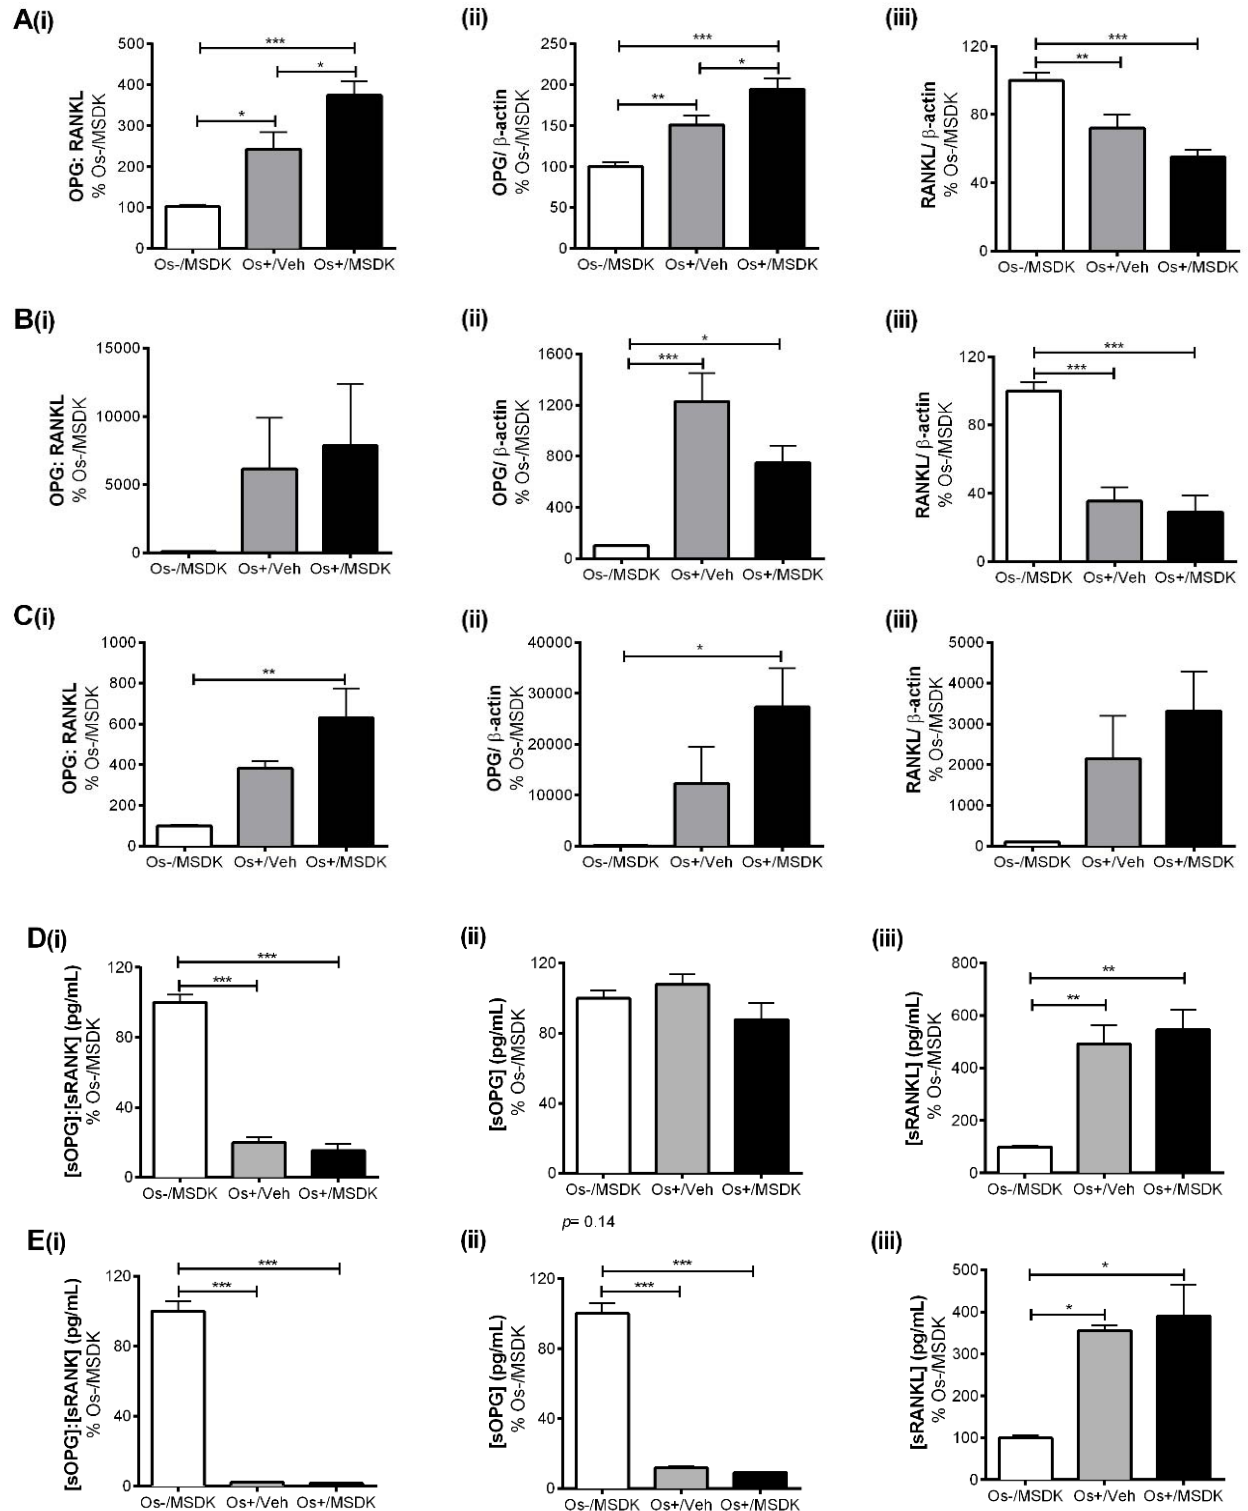 A(i)
OPG: RANKL
% Os-/MSDK
500
400
300
200
100
0
***
*
*
Os-/MSDK Os+/Veh Os+/MSDK
(ii)
OPG/ β-actin
% Os-/MSDK
250
200
150
100
50
0
***
*
**
Os-/MSDK Os+/Veh Os+/MSDK
(iii)
RANKL/ β-actin
% Os-/MSDK
120
80
40
0
***
**
Os-/MSDK Os+/Veh Os+/MSDK
B(i)
OPG: RANKL
% Os-/MSDK
15000
10000
5000
0
Os-/MSDK Os+/Veh Os+/MSDK
(ii)
OPG/ β-actin
% Os-/MSDK
1600
1200
800
400
0
*
***
Os-/MSDK Os+/Veh Os+/MSDK
(iii)
RANKL/ β-actin
% Os-/MSDK
120
80
40
0
***
***
Os-/MSDK Os+/Veh Os+/MSDK
C(i)
OPG: RANKL
% Os-/MSDK
1000
800
600
400
200
0
**
Os-/MSDK Os+/Veh Os+/MSDK
(ii)
OPG/ β-actin
% Os-/MSDK
40000
30000
20000
10000
0
*
Os-/MSDK Os+/Veh Os+/MSDK
(iii)
RANKL/ β-actin
% Os-/MSDK
5000
4000
3000
2000
1000
0
Os-/MSDK Os+/Veh Os+/MSDK
D(i)
[sOPG]:[sRANK] (pg/mL)
% Os-/MSDK
120
80
40
0
***
***
Os-/MSDK Os+/Veh Os+/MSDK
(ii)
[sOPG] (pg/mL)
% Os-/MSDK
120
80
40
0
Os-/MSDK Os+/Veh Os+/MSDK
p= 0.14
(iii)
[sRANKL] (pg/mL)
% Os-/MSDK
800
600
400
200
0
**
**
Os-/MSDK Os+/Veh Os+/MSDK
E(i)
[sOPG]:[sRANK] (pg/mL)
% Os-/MSDK
120
80
40
0
***
***
Os-/MSDK Os+/Veh Os+/MSDK
(ii)
[sOPG] (pg/mL)
% Os-/MSDK
120
80
40
0
***
***
Os-/MSDK Os+/Veh Os+/MSDK
(iii)
[sRANKL] (pg/mL)
% Os-/MSDK
500
400
300
200
100
0
*
*
Os-/MSDK Os+/Veh Os+/MSDK